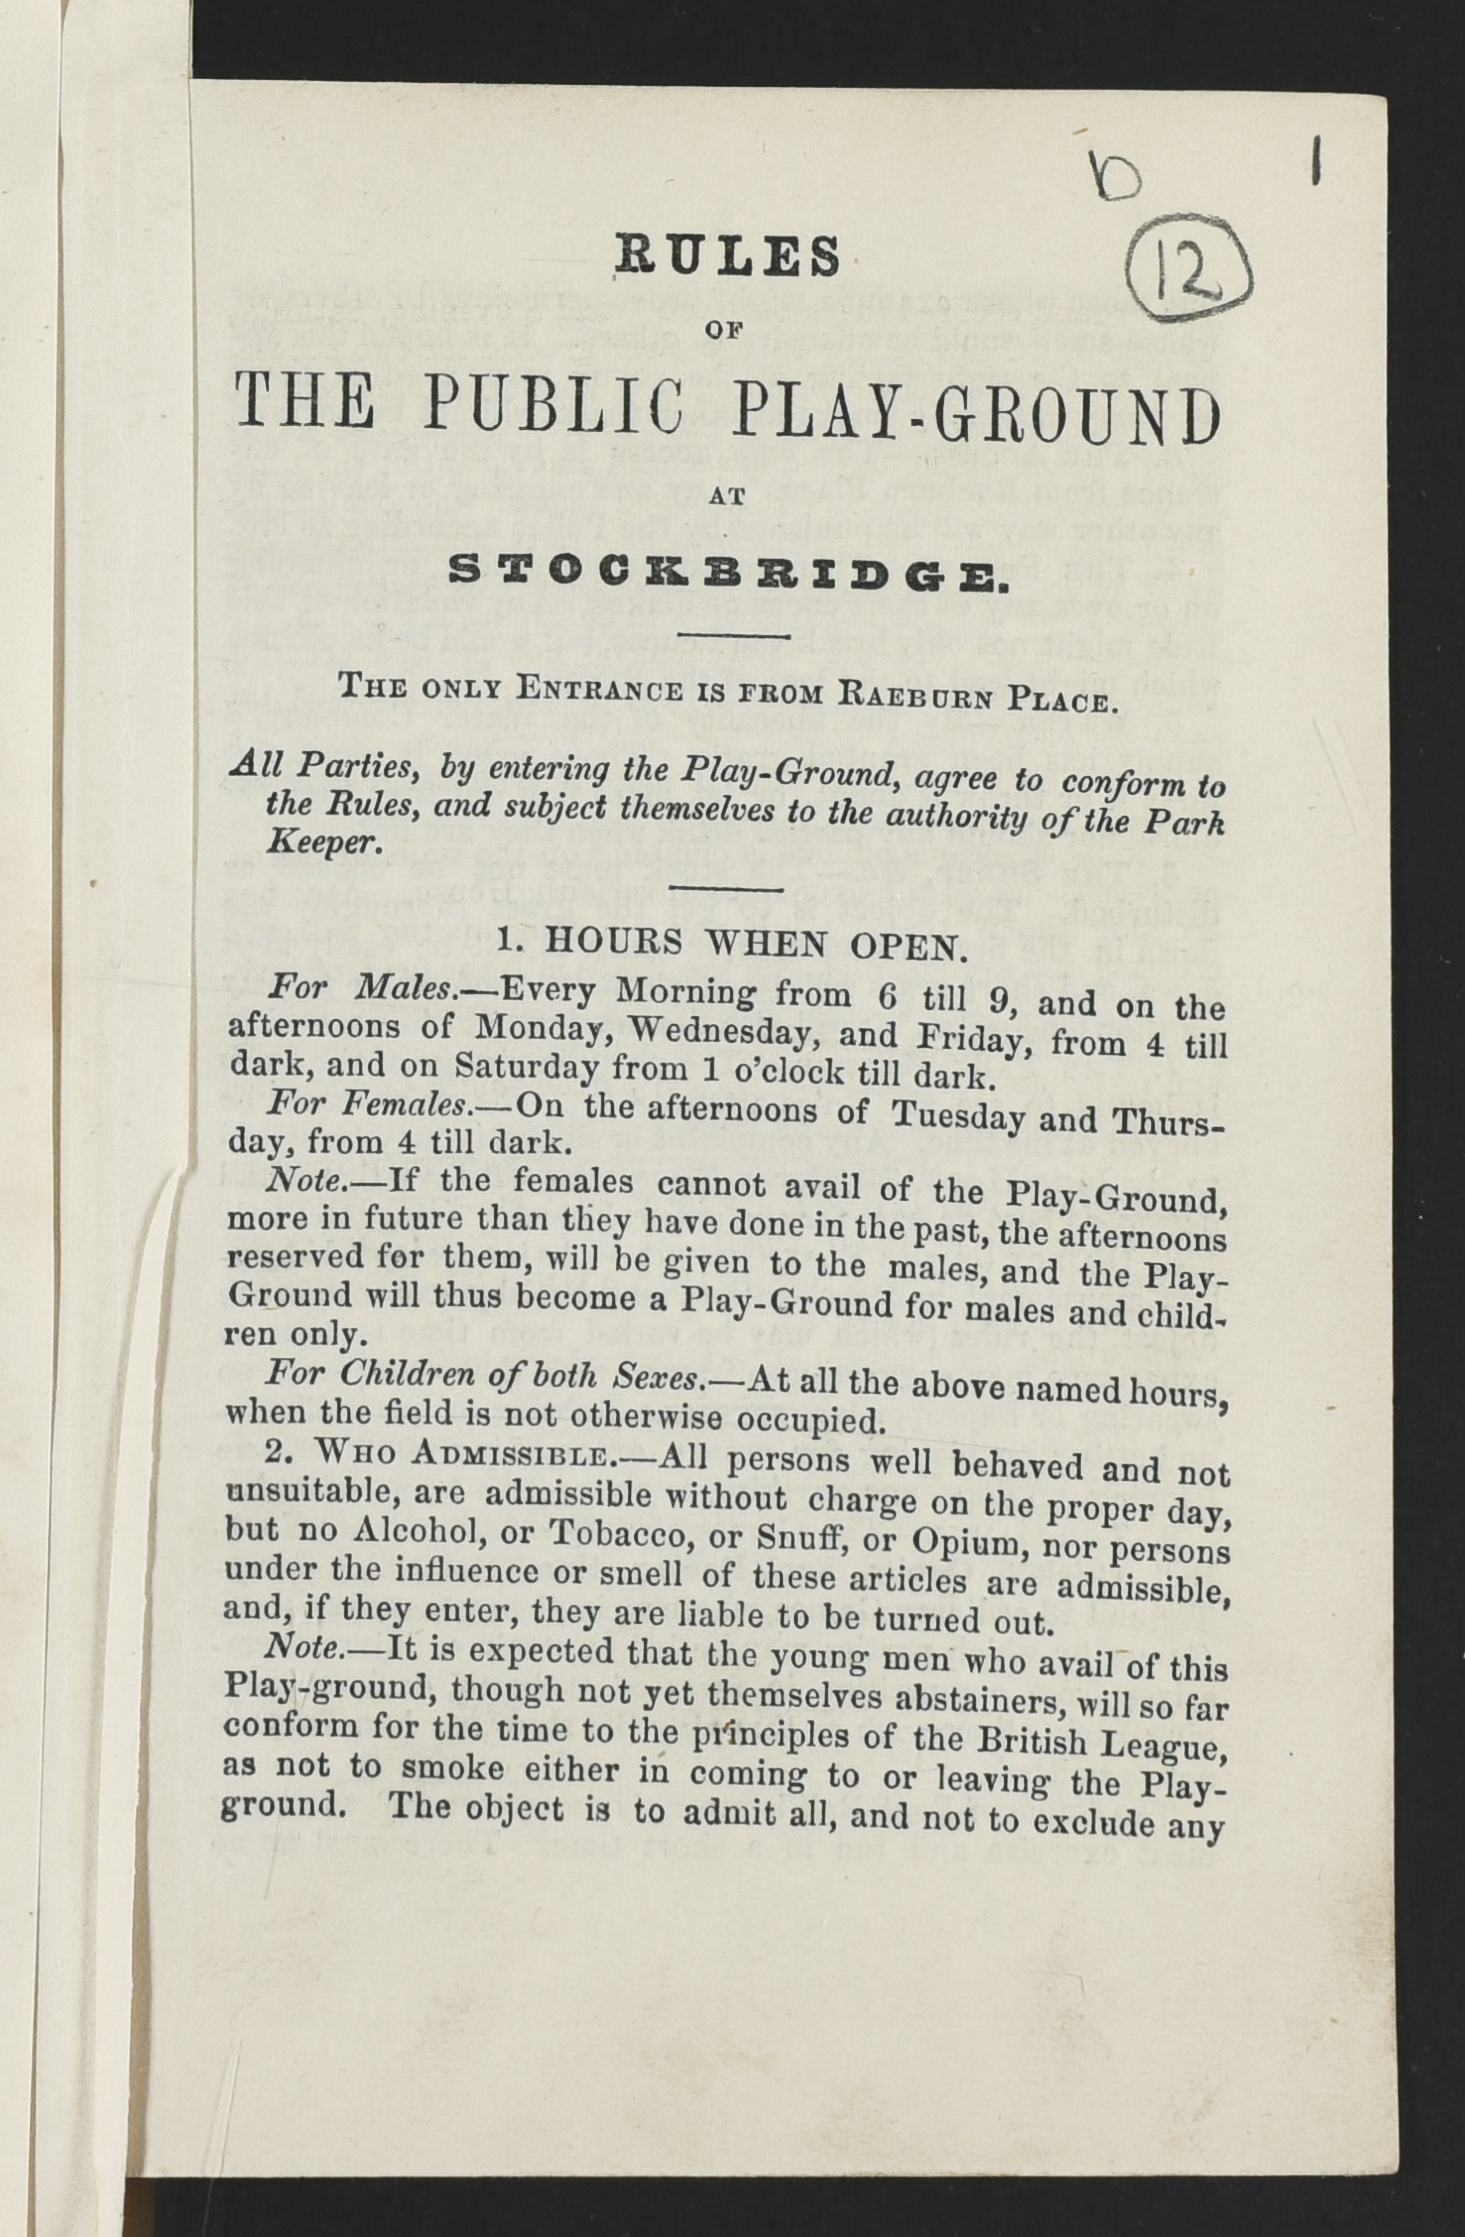 b
1
12
RULES
OF
THE PUBLIC PLAY-GROUND
AT
STOCKBRIDGE.
THE ONLY ENTRANCE IS FROM RAEBURN PLACE.
All Parties, by entering the Play-Ground, agree to conform to
the Rules, and subject themselves to the authority of the Park
Keeper.
1. HOURS WHEN OPEN.
For Males.—Every Morning from 6 till 9, and on the
afternoons of Monday, Wednesday, and Friday, from 4 till
dark, and on Saturday from 1 o'clock till dark.
For Females.—On the afternoons of Tuesday and Thurs-
day, from 4 till dark.
Note.—If the females cannot avail of the Play-Ground,
more in future than they have done in the past, the afternoons
reserved for them, will be given to the males, and the Play-
Ground will thus become a Play-Ground for males and child-
ren only.
For Children of both Sexes.—At all the above named hours,
when the field is not otherwise occupied.
2. WHO ADMISSIBLE.—All persons well behaved and not
unsuitable, are admissible without charge on the proper day,
but no Alcohol, or Tobacco, or Snuff, or Opium, nor persons
under the influence or smell of these articles are admissible,
and, if they enter, they are liable to be turned out.
Note.—It is expected that the young men who avail of this
Play-ground, though not yet themselves abstainers, will so far
conform for the time to the principles of the British League,
as not to smoke either in coming to or leaving the Play-
ground. The object is to admit all, and not to exclude any